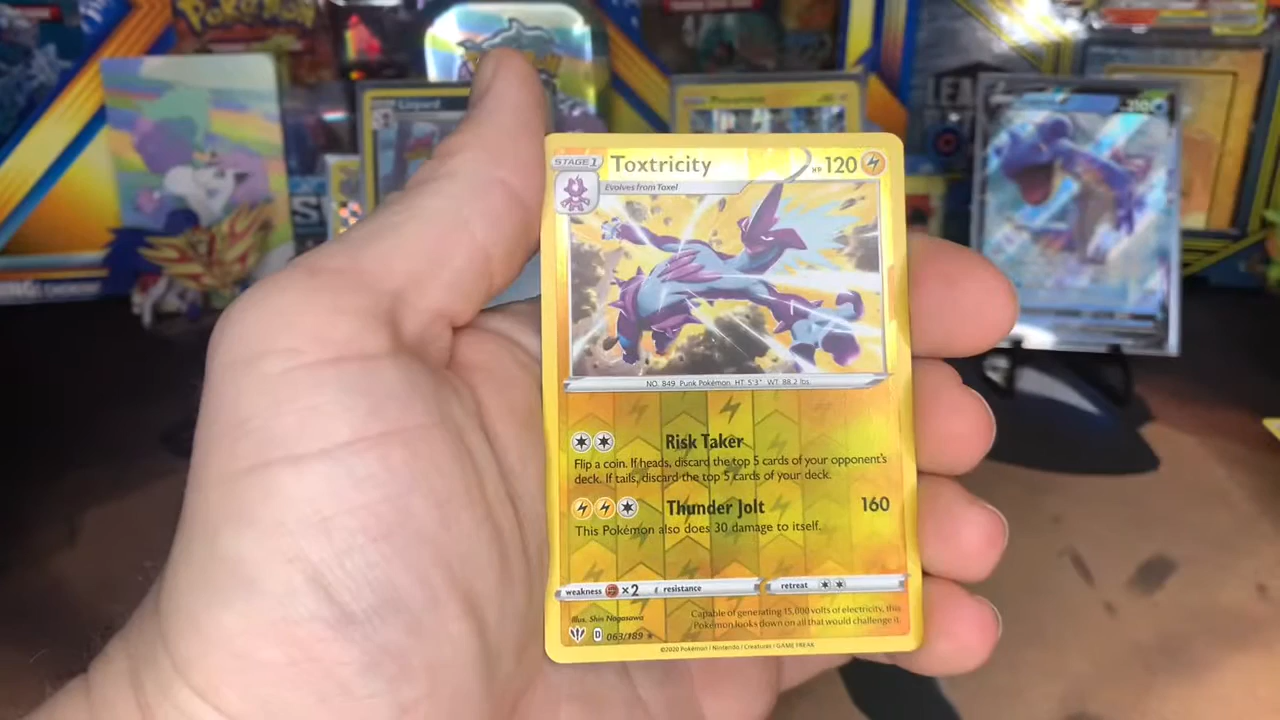 Pokémon
STAGE 1
Toxtricity
HP 120
Evolves from Toxel
NO. 849 Punk Pokémon HT: 5'3" WT: 88.2 lbs.
Risk Taker
Flip a coin. If heads, discard the top 5 cards of your opponent's
deck. If tails, discard the top 5 cards of your deck.
Thunder Jolt 160
This Pokémon also does 30 damage to itself.
weakness ×2 resistance retreat
Capable of generating 15,000 volts of electricity, this
Pokémon looks down on all that would challenge it.
Illus. Shin Nagasawa
D 063/189 ★
©2020 Pokémon / Nintendo / Creatures / GAME FREAK